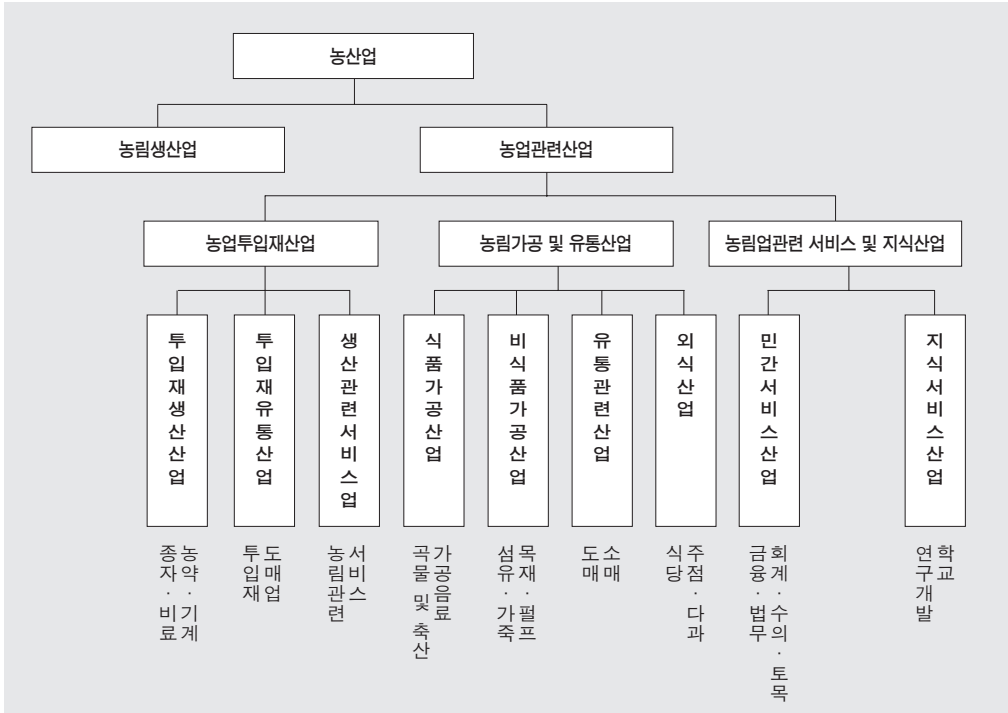 농산업
농림생산업
농업관련산업
농업투입재산업
농림가공 및 유통산업
농림업관련 서비스 및 지식산업
투입재생산산업
투입재유통산업
생산관련서비스업
식품가공산업
비식품가공산업
유통관련산업
외식산업
민간서비스산업
지식서비스산업
종자·비료
농약·기계
투입재
도매업
농림관련
서비스
곡물 및 축산
가공음료
섬유·가죽
목재·펄프
도매
소매
식당
주점·다과
금융·법무
회계·수의·토목
연구개발
학교